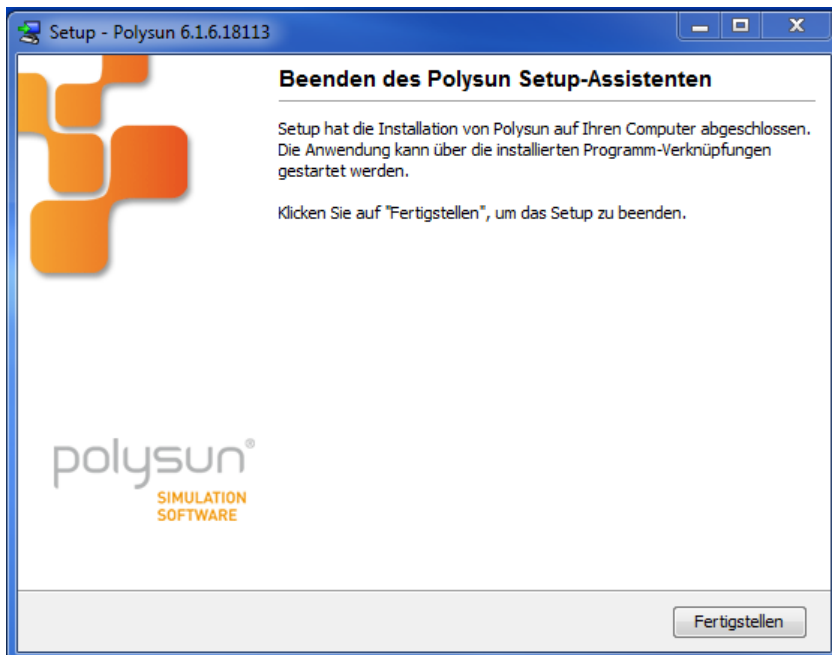 Setup - Polysun 6.1.6.18113
Beenden des Polysun Setup-Assistenten
Setup hat die Installation von Polysun auf Ihren Computer abgeschlossen.
Die Anwendung kann über die installierten Programm-Verknüpfungen
gestartet werden.
Klicken Sie auf "Fertigstellen", um das Setup zu beenden.
polysun®
SIMULATION
SOFTWARE
Fertigstellen